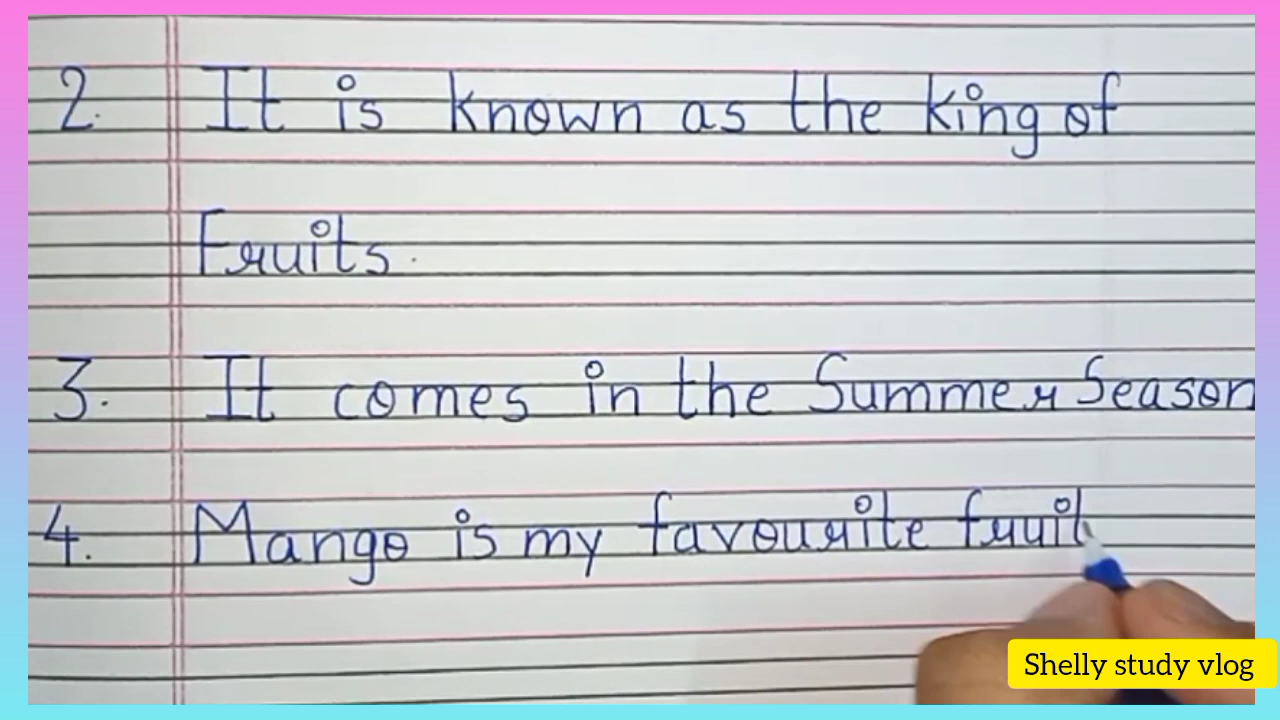 2. It is known as the king of
Fruits.
3. It comes in the Summer Season
4. Mango is my favourite fruit
Shelly study vlog